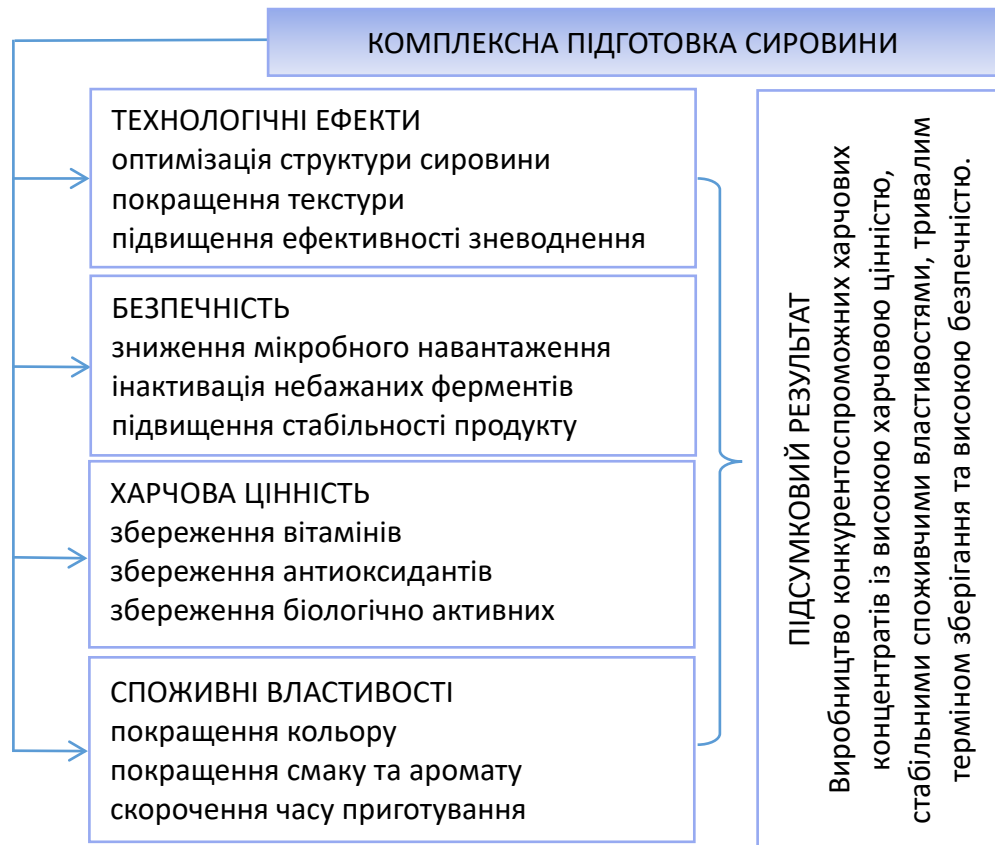 КОМПЛЕКСНА ПІДГОТОВКА СИРОВИНИ
ТЕХНОЛОГІЧНІ ЕФЕКТИ
оптимізація структури сировини
покращення текстури
підвищення ефективності зневоднення
БЕЗПЕЧНІСТЬ
зниження мікробного навантаження
інактивація небажаних ферментів
підвищення стабільності продукту
ХАРЧОВА ЦІННІСТЬ
збереження вітамінів
збереження антиоксидантів
збереження біологічно активних
СПОЖИВНІ ВЛАСТИВОСТІ
покращення кольору
покращення смаку та аромату
скорочення часу приготування
ПІДСУМКОВИЙ РЕЗУЛЬТАТ
Виробництво конкурентоспроможних харчових
концентратів із високою харчовою цінністю,
стабільними споживчими властивостями, тривалим
терміном зберігання та високою безпечністю.